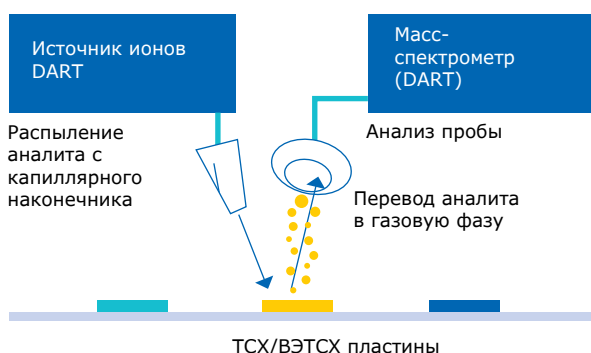 Источник ионов
DART
Масс-
спектрометр
(DART)
Распыление
аналита с
капиллярного
наконечника
Анализ пробы
Перевод аналита
в газовую фазу
ТСХ/ВЭТСХ пластины